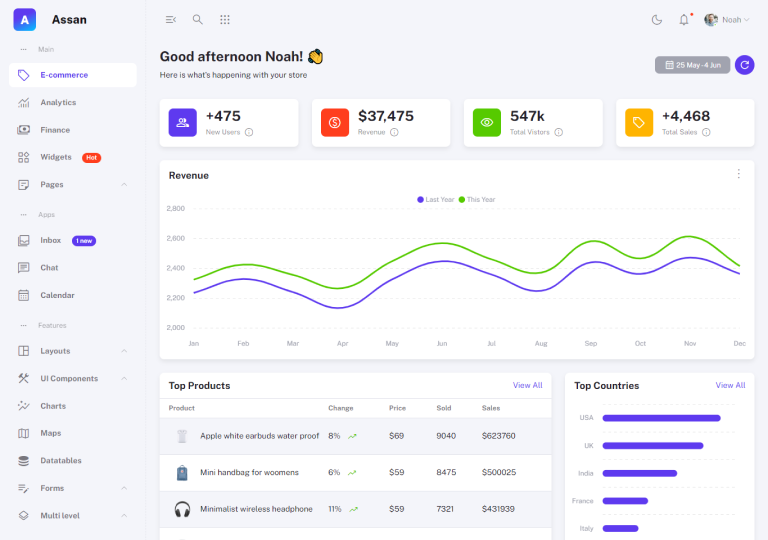 A Assan
Main
E-commerce
Analytics
Finance
Widgets Hot
Pages
Apps
Inbox 1 new
Chat
Calendar
Features
Layouts
UI Components
Charts
Maps
Datatables
Forms
Multi level
Noah
Good afternoon Noah!
Here is what's happening with your store
25 May - 4 Jun
+475
New Users
$37,475
Revenue
547k
Total Vistors
+4,468
Total Sales
Revenue
Last Year This Year
2,800
2,600
2,400
2,200
2,000
Jan Feb Mar Apr May Jun Jul Aug Sep Oct Nov Dec
Top Products View All
Product Change Price Sold Sales
Apple white earbuds water proof 8% $69 9040 $623760
Mini handbag for woomens 6% $59 8475 $500025
Minimalist wireless headphone 11% $59 7321 $431939
Top Countries View All
USA
UK
India
France
Italy